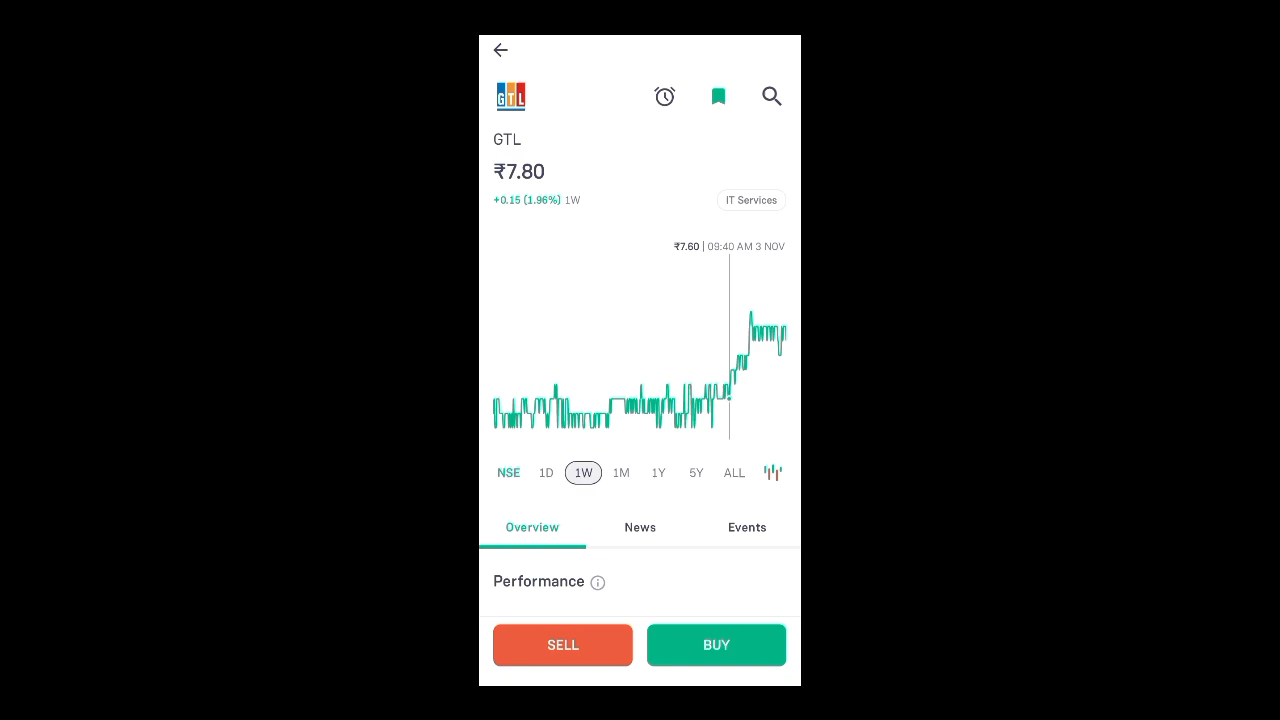 GTL
GTL
₹7.80
+0.15 (1.96%) 1W
IT Services
₹7.60 | 09:40 AM 3 NOV
NSE 1D 1W 1M 1Y 5Y ALL
Overview News Events
Performance
SELL BUY